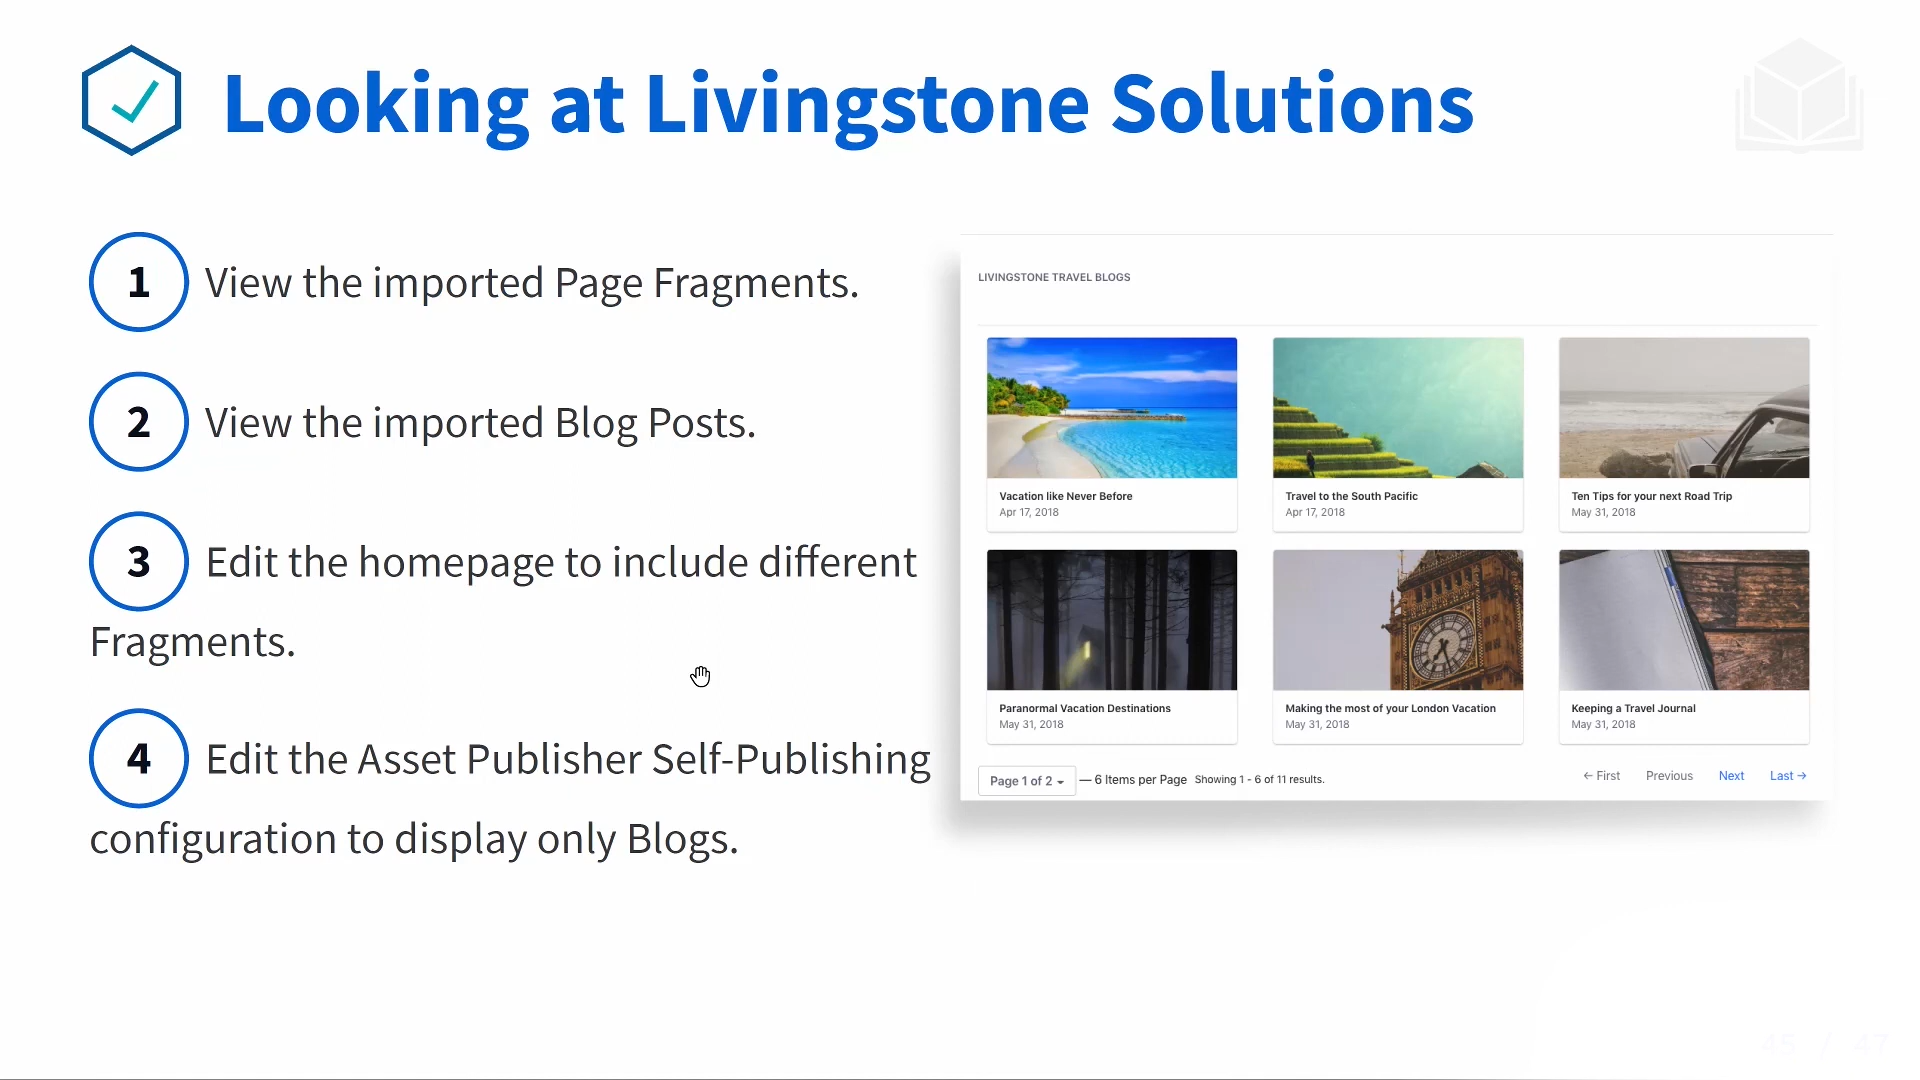 Looking at Livingstone Solutions
1 View the imported Page Fragments.
2 View the imported Blog Posts.
3 Edit the homepage to include different
Fragments.
4 Edit the Asset Publisher Self-Publishing
configuration to display only Blogs.
LIVINGSTONE TRAVEL BLOGS
Vacation like Never Before
Apr 17, 2018
Travel to the South Pacific
Apr 17, 2018
Ten Tips for your next Road Trip
May 31, 2018
Paranormal Vacation Destinations
May 31, 2018
Making the most of your London Vacation
May 31, 2018
Keeping a Travel Journal
May 31, 2018
Page 1 of 2 — 6 Items per Page Showing 1 - 6 of 11 results. ← First Previous Next Last →